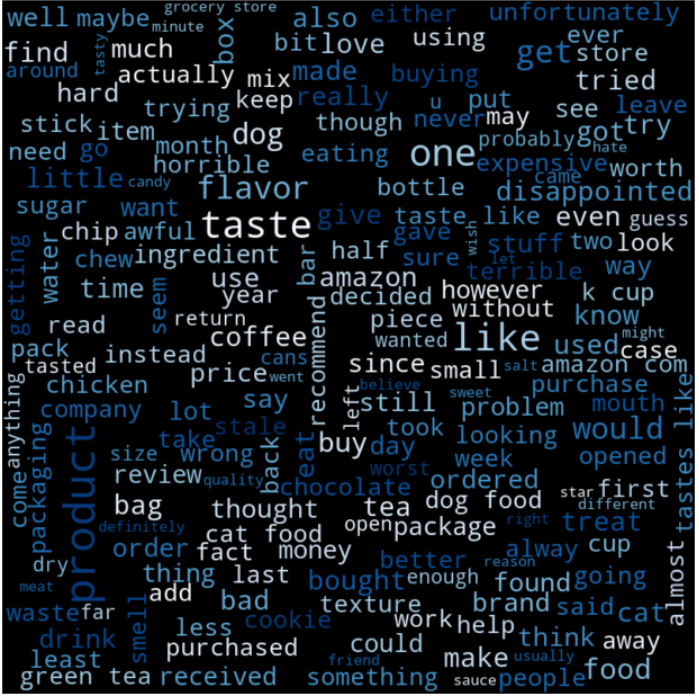 grocery store
well maybe
minute
tasty
box
also
either
unfortunately
find
much
bit
love
using
ever
get
store
around
actually
mix
made
buying
tried
hard
trying
keep
really
u
put
never
may
see
leave
stick
item
month
dog
though
probably
got
try
hate
need
go
horrible
eating
one
expensive
came
worth
little
candy
flavor
bottle
disappointed
sugar
want
taste
give
taste like
even
guess
chip
awful
gave
wish
stuff
two
look
water
chew
ingredient
half
sure
let
terrible
way
getting
time
seem
use
bar
amazon
however
k cup
year
decided
without
know
read
return
coffee
recommend
piece
like
might
pack
instead
cans
wanted
used
case
tasted
price
went
since
small
salt
amazon com
chicken
believe
sweet
purchase
mouth
anything
company
lot
say
left
still
problem
would
tastes like
product
take
stale
took
looking
packaging
size
wrong
back
eat
buy
day
worst
week
opened
come
review
quality
chocolate
ordered
star
first
bag
thought
tea
dog food
different
definitely
cat food
open
package
right
treat
dry
order
fact
money
better
reason
alway
cup
almost
meat
thing
last
bought
enough
found
going
add
waste
far
smell
bad
texture
brand
said
cat
drink
less
cookie
work
help
think
away
least
purchased
could
make
usually
food
friend
green tea
received
something
sauce
people